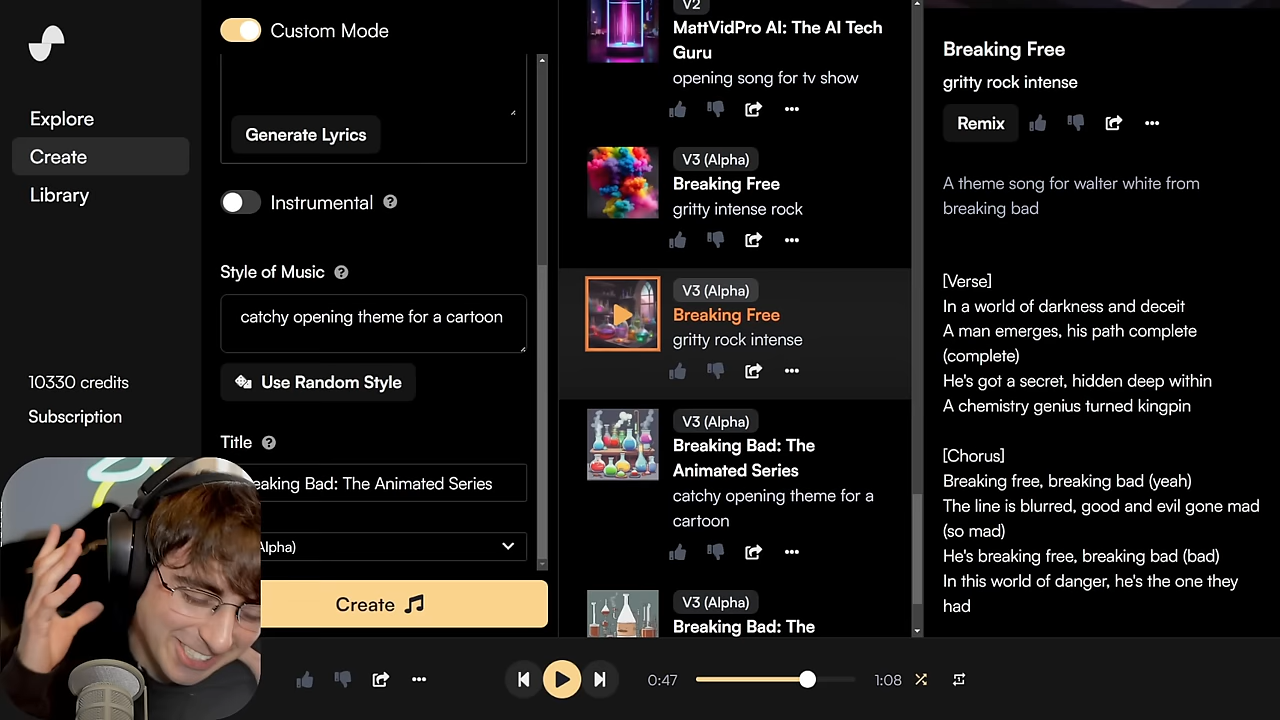 Explore
Create
Library
10330 credits
Subscription
Custom Mode
Generate Lyrics
Instrumental ?
Style of Music ?
catchy opening theme for a cartoon
Use Random Style
Title ?
eaking Bad: The Animated Series
Alpha)
Create
V2
MattVidPro AI: The AI Tech
Guru
opening song for tv show
V3 (Alpha)
Breaking Free
gritty intense rock
V3 (Alpha)
Breaking Free
gritty rock intense
V3 (Alpha)
Breaking Bad: The
Animated Series
catchy opening theme for a
cartoon
V3 (Alpha)
Breaking Bad: The
Breaking Free
gritty rock intense
Remix
A theme song for walter white from
breaking bad
[Verse]
In a world of darkness and deceit
A man emerges, his path complete
(complete)
He's got a secret, hidden deep within
A chemistry genius turned kingpin
[Chorus]
Breaking free, breaking bad (yeah)
The line is blurred, good and evil gone mad
(so mad)
He's breaking free, breaking bad (bad)
In this world of danger, he's the one they
had
0:47
1:08